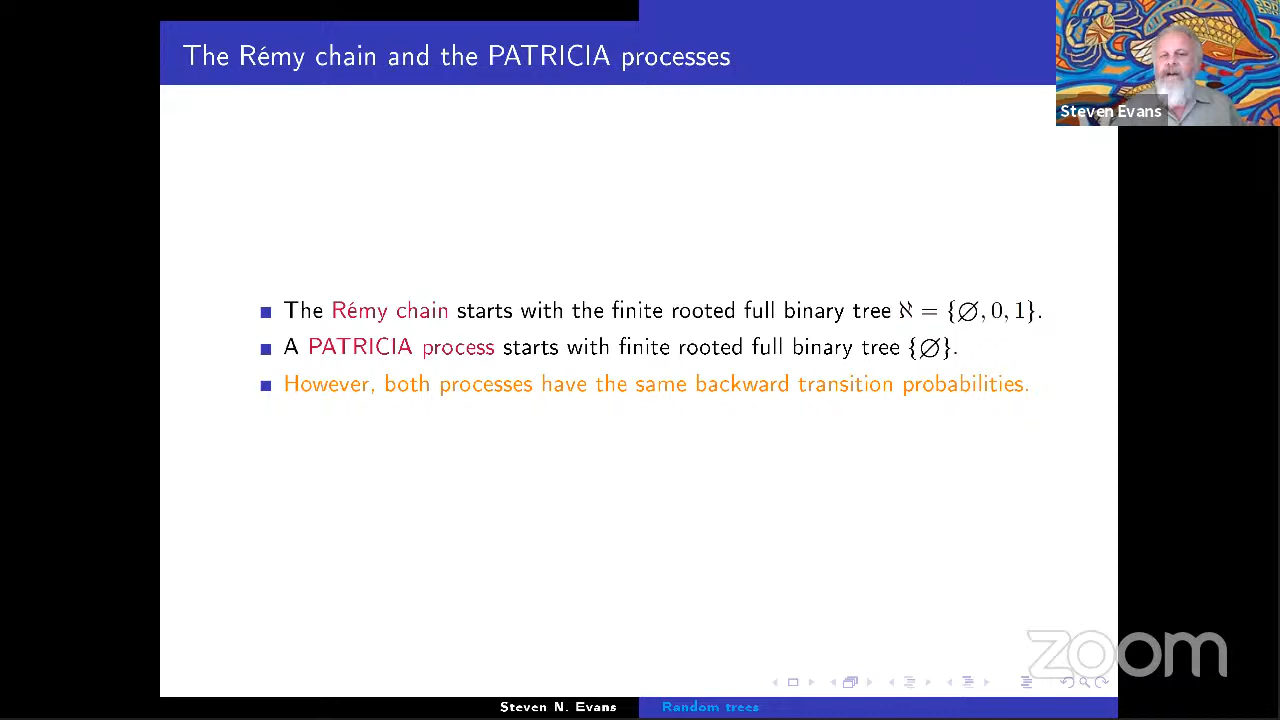 The Rémy chain and the PATRICIA processes
Steven Evans
The Rémy chain starts with the finite rooted full binary tree ℵ = {∅, 0, 1}.
A PATRICIA process starts with finite rooted full binary tree {∅}.
However, both processes have the same backward transition probabilities.
zoom
Steven N. Evans
Random trees